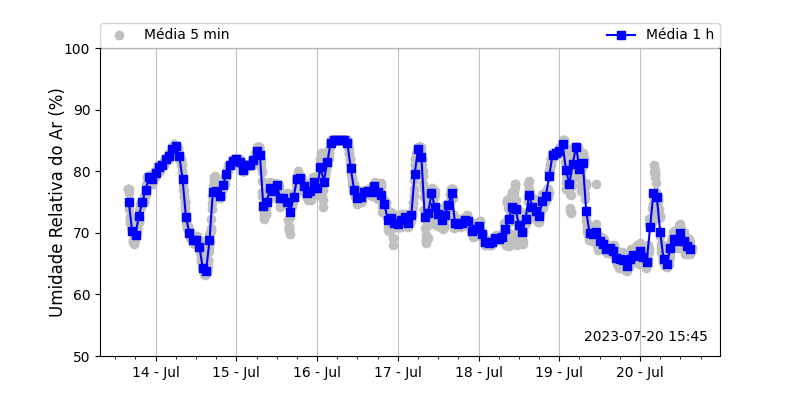 Média 5 min
Média 1 h
Umidade Relativa do Ar (%)
100
90
80
70
60
50
2023-07-20 15:45
14 - Jul
15 - Jul
16 - Jul
17 - Jul
18 - Jul
19 - Jul
20 - Jul